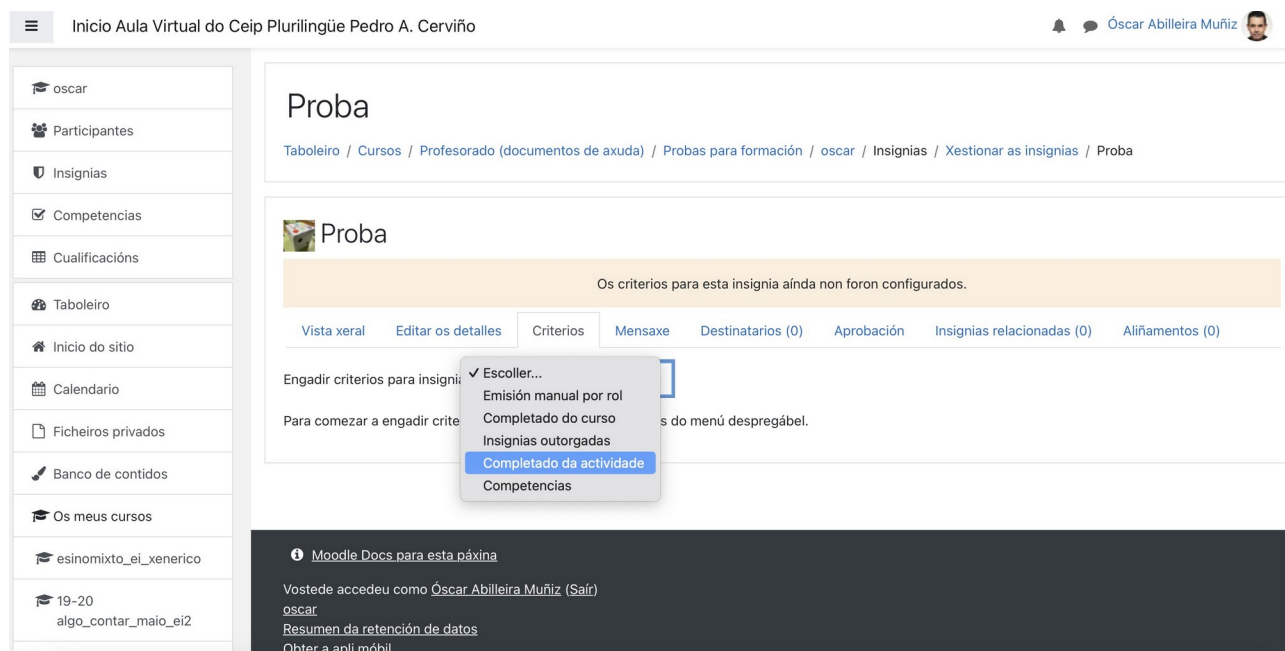 Inicio Aula Virtual do Ceip Plurilingüe Pedro A. Cerviño
Óscar Abilleira Muñiz
oscar
Participantes
Insignias
Competencias
Cualificacións
Taboleiro
Inicio do sitio
Calendario
Ficheiros privados
Banco de contidos
Os meus cursos
esinomixto_ei_xenerico
19-20
algo_contar_maio_ei2
Proba
Taboleiro / Cursos / Profesorado (documentos de axuda) / Probas para formación / oscar / Insignias / Xestionar as insignias / Proba
Proba
Os criterios para esta insignia aínda non foron configurados.
Vista xeral Editar os detalles Criterios Mensaxe Destinatarios (0) Aprobación Insignias relacionadas (0) Aliñamentos (0)
Engadir criterios para insignia
✓ Escoller...
Emisión manual por rol
Completado do curso
Insignias outorgadas
Completado da actividade
Competencias
Para comezar a engadir crite s do menú despregábel.
Moodle Docs para esta páxina
Vostede accedeu como Óscar Abilleira Muñiz (Saír)
oscar
Resumen da retención de datos
Obter a apli móbil